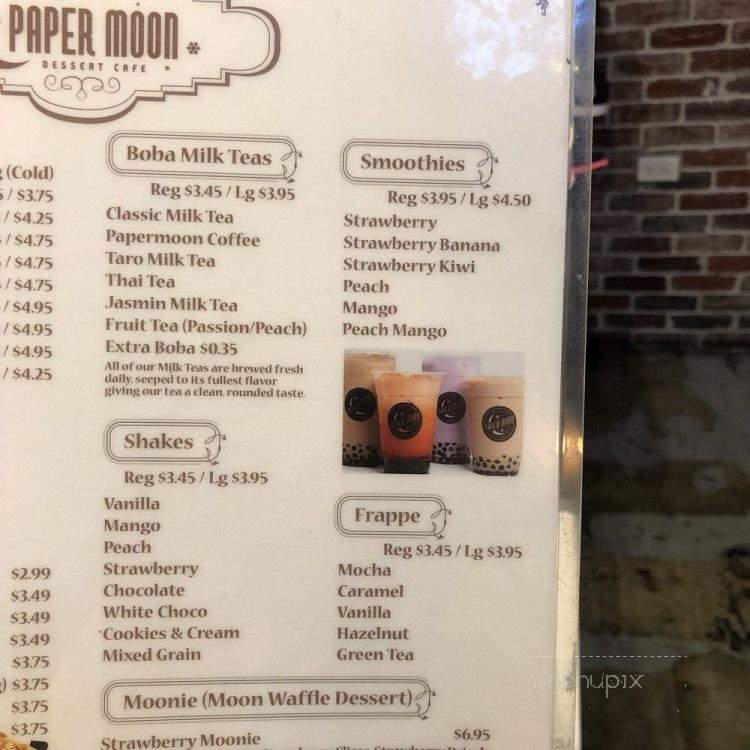 PAPER MOON
DESSERT CAFE
(Cold)
/ $3.75
/ $4.25
/ $4.75
/ $4.75
/ $4.75
/ $4.95
/ $4.95
/ $4.95
/ $4.25
$2.99
$3.49
$3.49
$3.49
$3.75
$3.75
$3.75
$3.75
Boba Milk Teas
Reg $3.45 / Lg $3.95
Classic Milk Tea
Papermoon Coffee
Taro Milk Tea
Thai Tea
Jasmin Milk Tea
Fruit Tea (Passion/Peach)
Extra Boba $0.35
All of our Milk Teas are brewed fresh
daily, seeped to its fullest flavor
giving our tea a clean, rounded taste.
Shakes
Reg $3.45 / Lg $3.95
Vanilla
Mango
Peach
Strawberry
Chocolate
White Choco
Cookies & Cream
Mixed Grain
Smoothies
Reg $3.95 / Lg $4.50
Strawberry
Strawberry Banana
Strawberry Kiwi
Peach
Mango
Peach Mango
Frappe
Reg $3.45 / Lg $3.95
Mocha
Caramel
Vanilla
Hazelnut
Green Tea
Moonie (Moon Waffle Dessert)
Strawberry Moonie $6.95
menupix